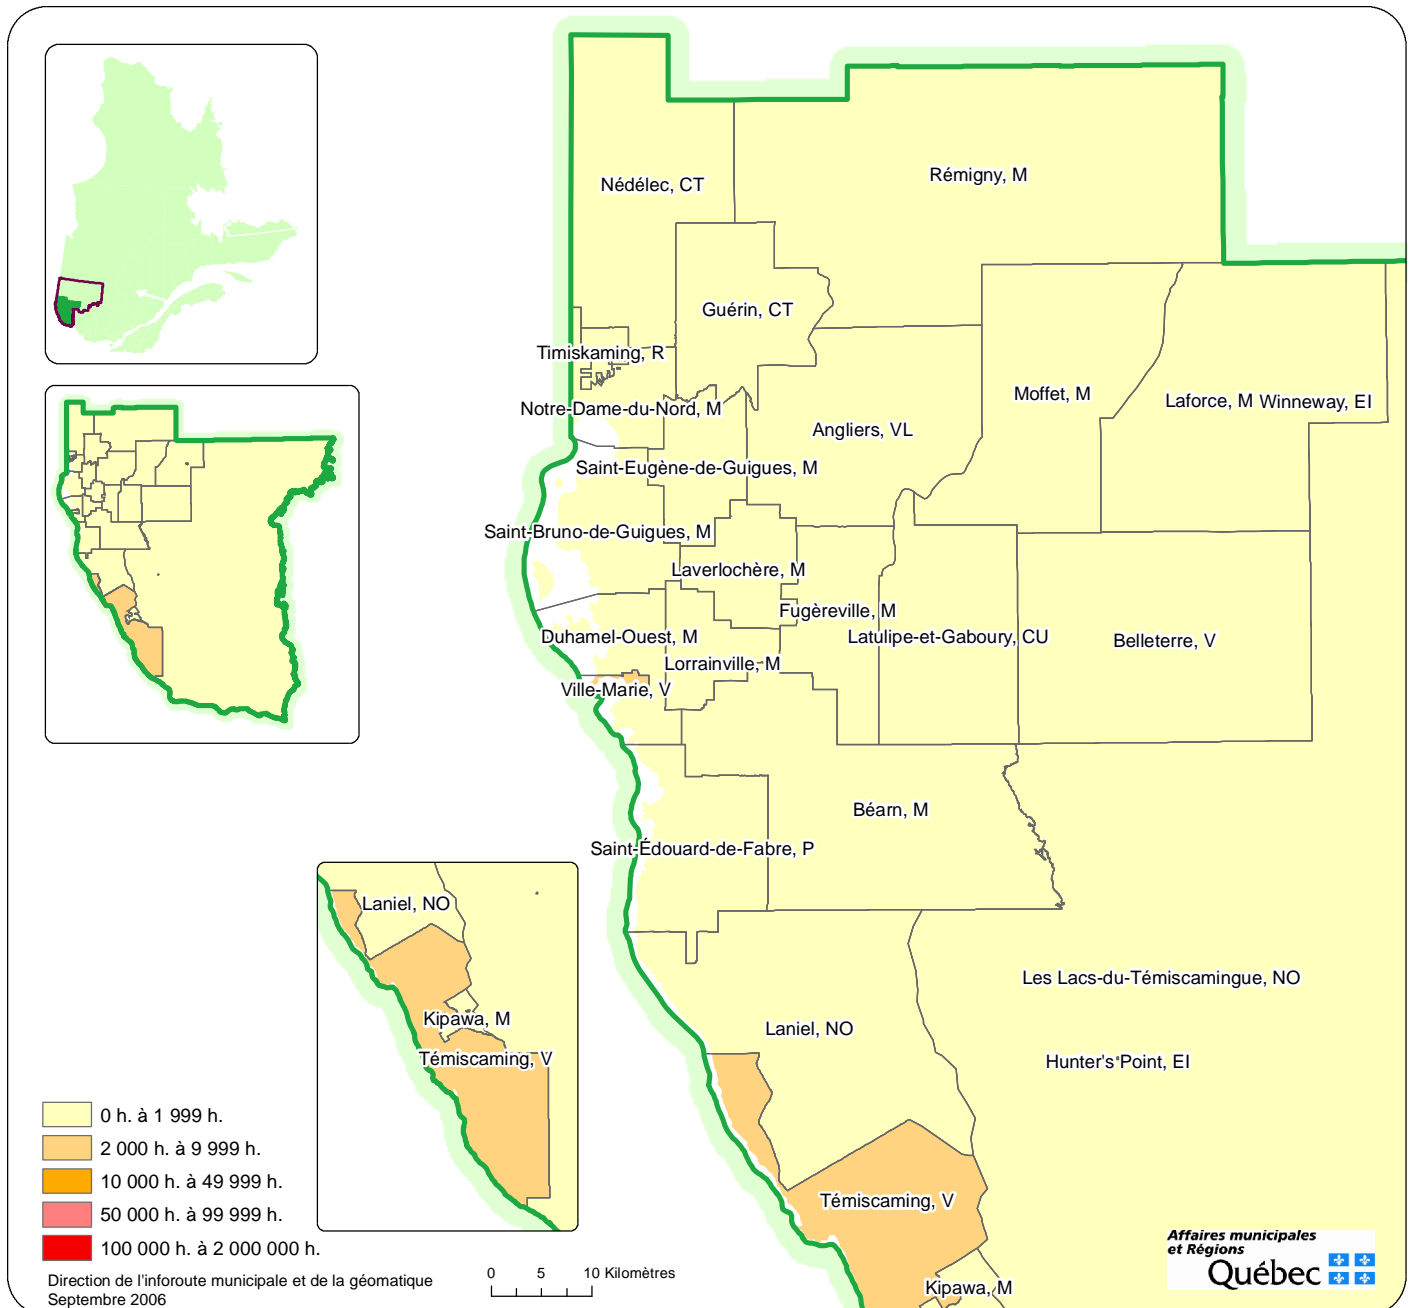 Nédélec, CT
Rémigny, M
Guérin, CT
Timiskaming, R
Moffet, M
Laforce, M
Winneway, EI
Notre-Dame-du-Nord, M
Angliers, VL
Saint-Eugène-de-Guigues, M
Saint-Bruno-de-Guigues, M
Laverlochère, M
Fugèreville, M
Duhamel-Ouest, M
Latulipe-et-Gaboury, CU
Belleterre, V
Lorrainville, M
Ville-Marie, V
Béarn, M
Saint-Édouard-de-Fabre, P
Laniel, NO
Kipawa, M
Témiscaming, V
Les Lacs-du-Témiscamingue, NO
Laniel, NO
Hunter's Point, EI
Témiscaming, V
Kipawa, M
0 h. à 1 999 h.
2 000 h. à 9 999 h.
10 000 h. à 49 999 h.
50 000 h. à 99 999 h.
100 000 h. à 2 000 000 h.
Direction de l'inforoute municipale et de la géomatique
Septembre 2006
0 5 10 Kilomètres
Affaires municipales
et Régions
Québec